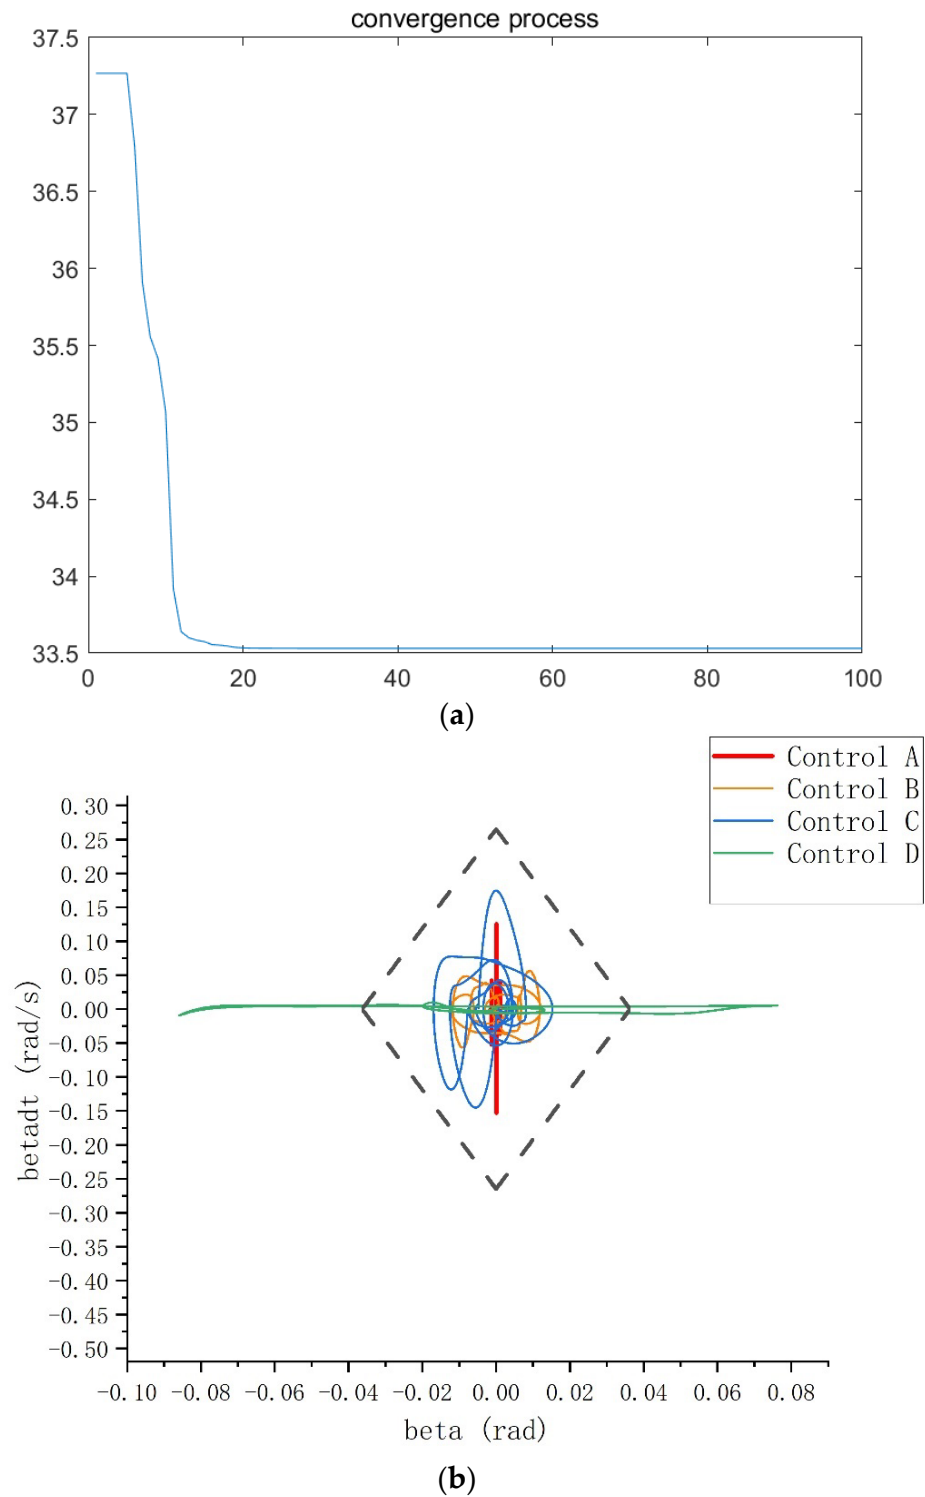 convergence process
37.5
37
36.5
36
35.5
35
34.5
34
33.5
0 20 40 60 80 100
(a)
Control A
Control B
Control C
Control D
0.30
0.25
0.20
0.15
0.10
0.05
0.00
-0.05
-0.10
-0.15
-0.20
-0.25
-0.30
-0.35
-0.40
-0.45
-0.50
betadt (rad/s)
-0.10 -0.08 -0.06 -0.04 -0.02 0.00 0.02 0.04 0.06 0.08
beta (rad)
(b)